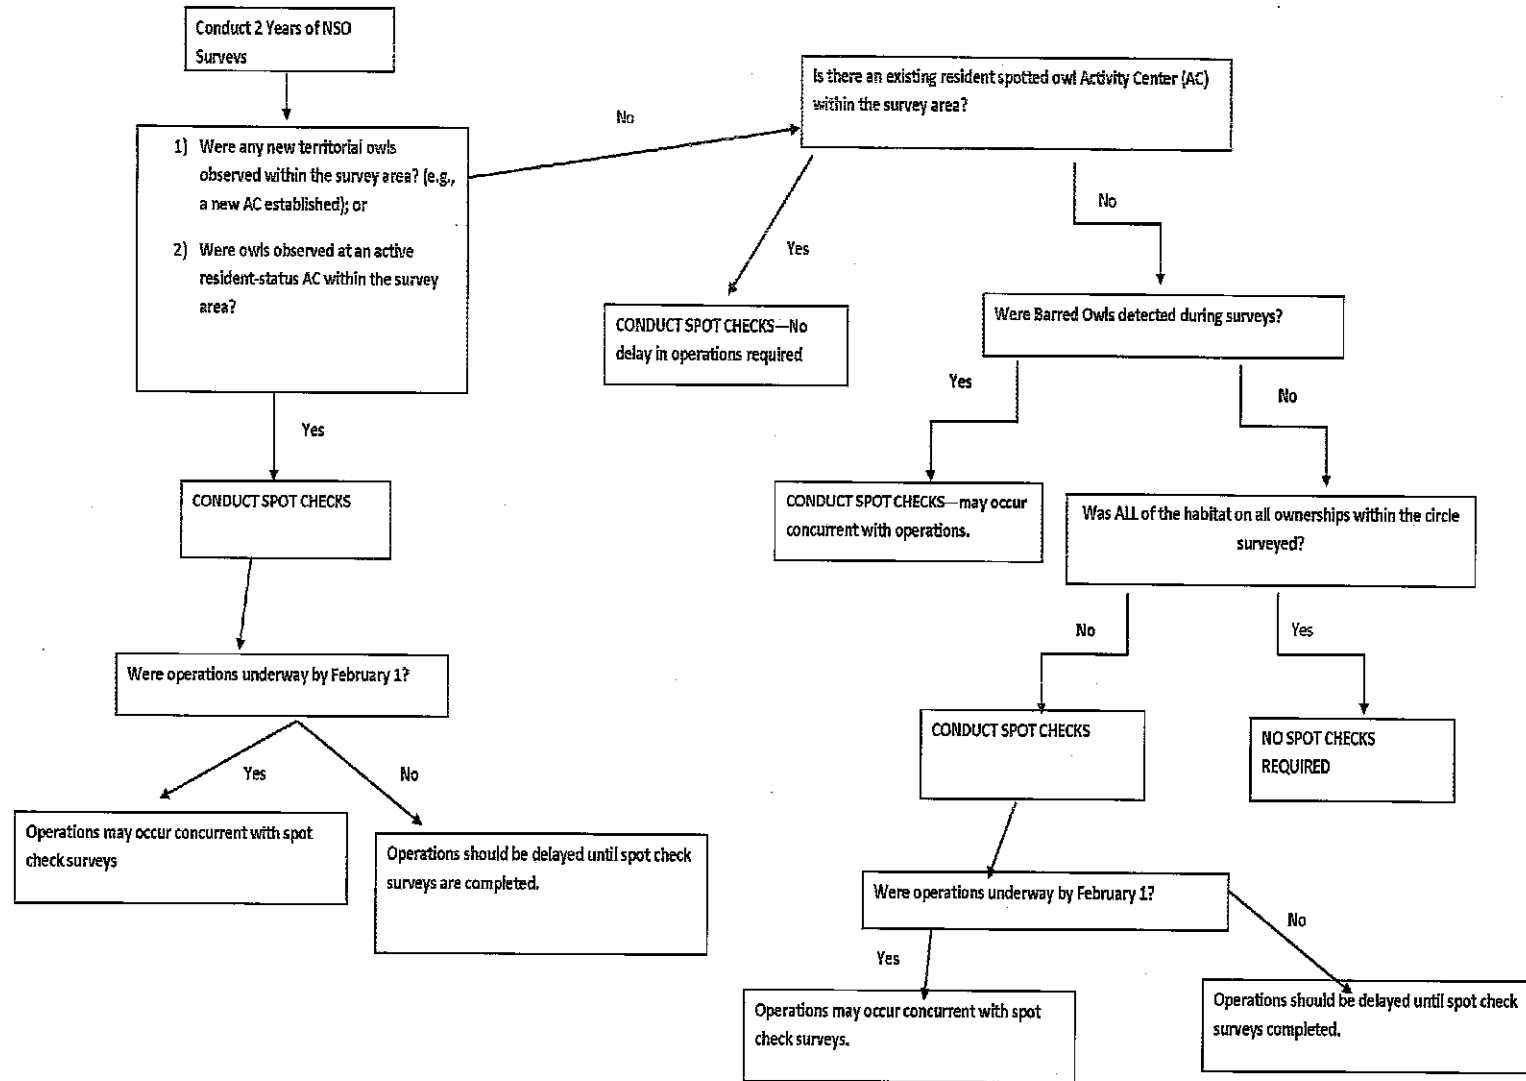 Conduct 2 Years of NSO
Surveys
1) Were any new territorial owls
observed within the survey area? (e.g.,
a new AC established); or
2) Were owls observed at an active
resident-status AC within the survey
area?
No
Is there an existing resident spotted owl Activity Center (AC)
within the survey area?
Yes
No
CONDUCT SPOT CHECKS—No
delay in operations required
Were Barred Owls detected during surveys?
Yes
No
CONDUCT SPOT CHECKS—may occur
concurrent with operations.
Was ALL of the habitat on all ownerships within the circle
surveyed?
No
Yes
CONDUCT SPOT CHECKS
NO SPOT CHECKS
REQUIRED
Were operations underway by February 1?
Yes
No
Operations may occur concurrent with spot
check surveys.
Operations should be delayed until spot check
surveys completed.
Yes
CONDUCT SPOT CHECKS
Were operations underway by February 1?
Yes
No
Operations may occur concurrent with spot
check surveys
Operations should be delayed until spot check
surveys are completed.